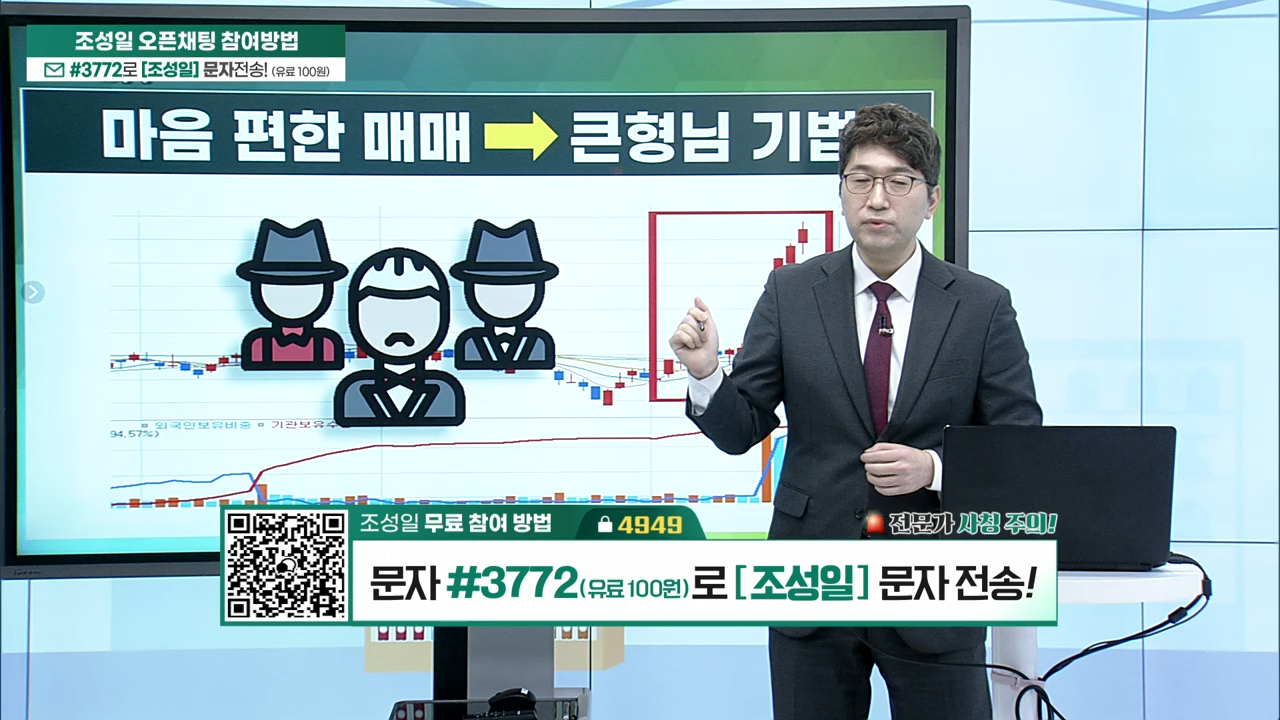 조성일 오픈채팅 참여방법
#3772로 [조성일] 문자전송! (유료 100원)
마음 편한 매매 큰형님 기법
외국인보유비중 기관보유수
94,57%)
조성일 무료 참여 방법 4949
전문가 사칭 주의!
문자 #3772(유료 100원)로 [조성일] 문자 전송!